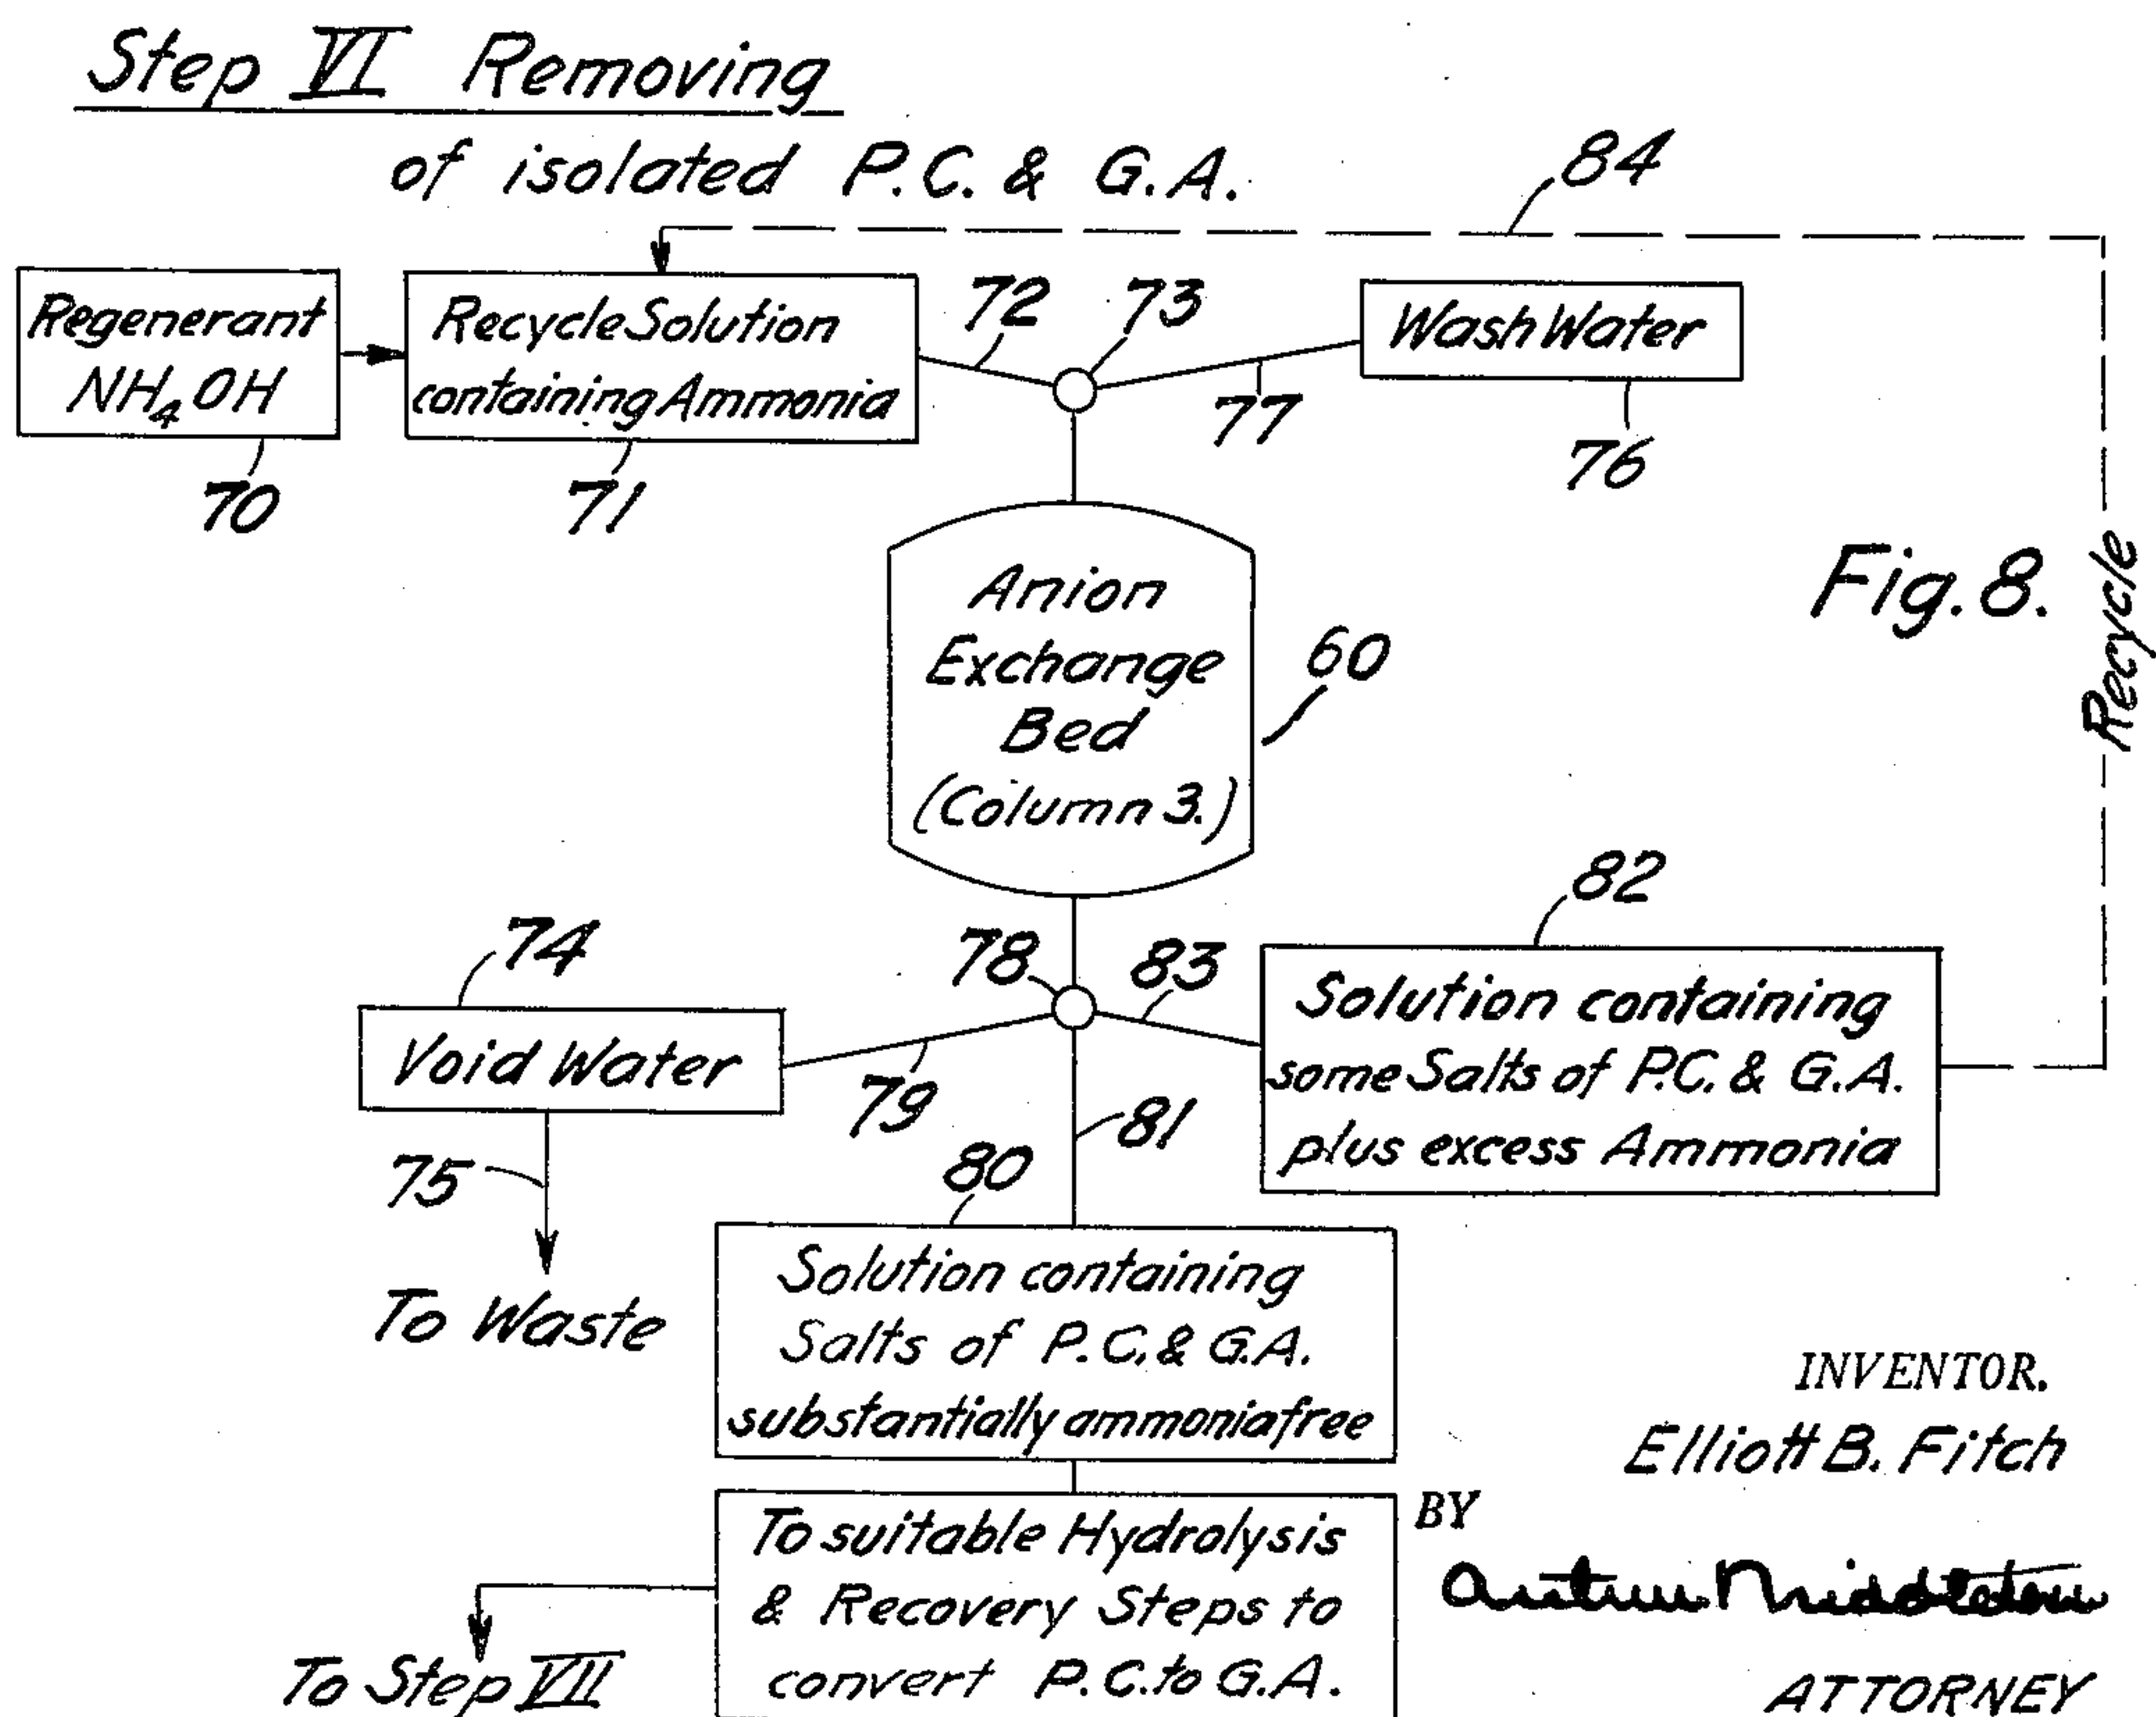 Step VI Removing
of isolated P.C. & G.A.
84
Regenerant
NH4OH
70
Recycle Solution
containing Ammonia
71
72
73
Wash Water
77
76
Anion
Exchange
Bed
(Column 3.)
60
Fig. 8.
Recycle
74
Void Water
75
To Waste
78
79
83
82
Solution containing
some Salts of P.C. & G.A.
plus excess Ammonia
81
80
Solution containing
Salts of P.C. & G.A.
substantially ammonia free
To suitable Hydrolysis
& Recovery Steps to
convert P.C. to G.A.
To Step VII
INVENTOR.
Elliott B. Fitch
BY
Arthur Middleton
ATTORNEY